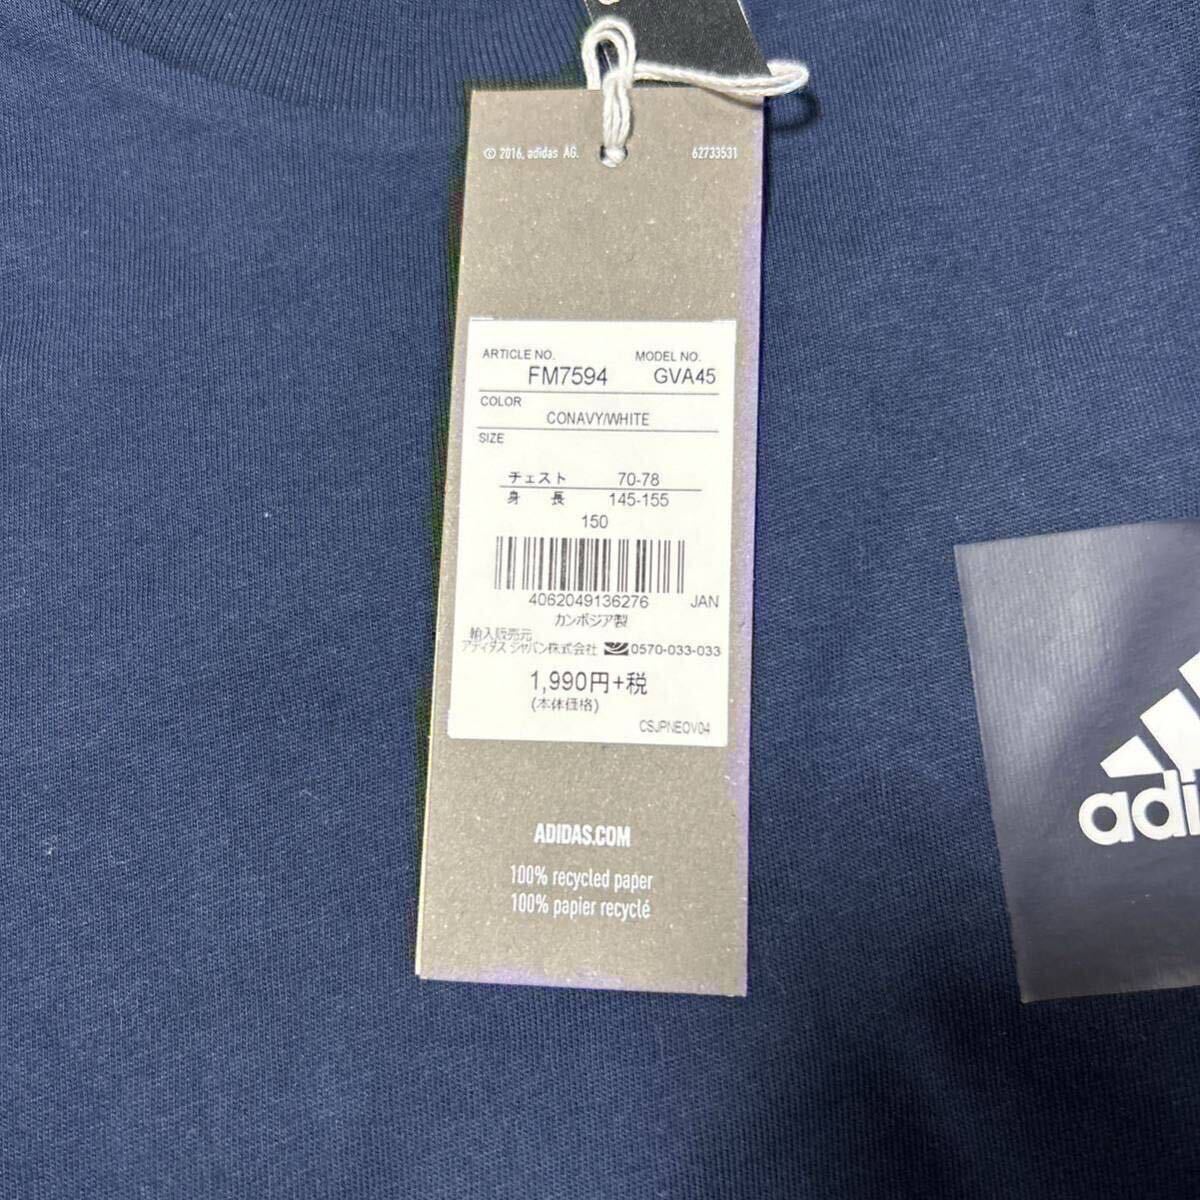 © 2016, adidas AG. 62733531
ARTICLE NO. MODEL NO.
FM7594 GVA45
COLOR
CONAVY/WHITE
SIZE
チェスト 70-78
身 長 145-155
150
4062049136276 JAN
カンボジア製
輸入販売元
アディダス ジャパン株式会社 0570-033-033
1,990円+税
(本体価格)
CSJPNEOV04
ADIDAS.COM
100% recycled paper
100% papier recyclé
adi